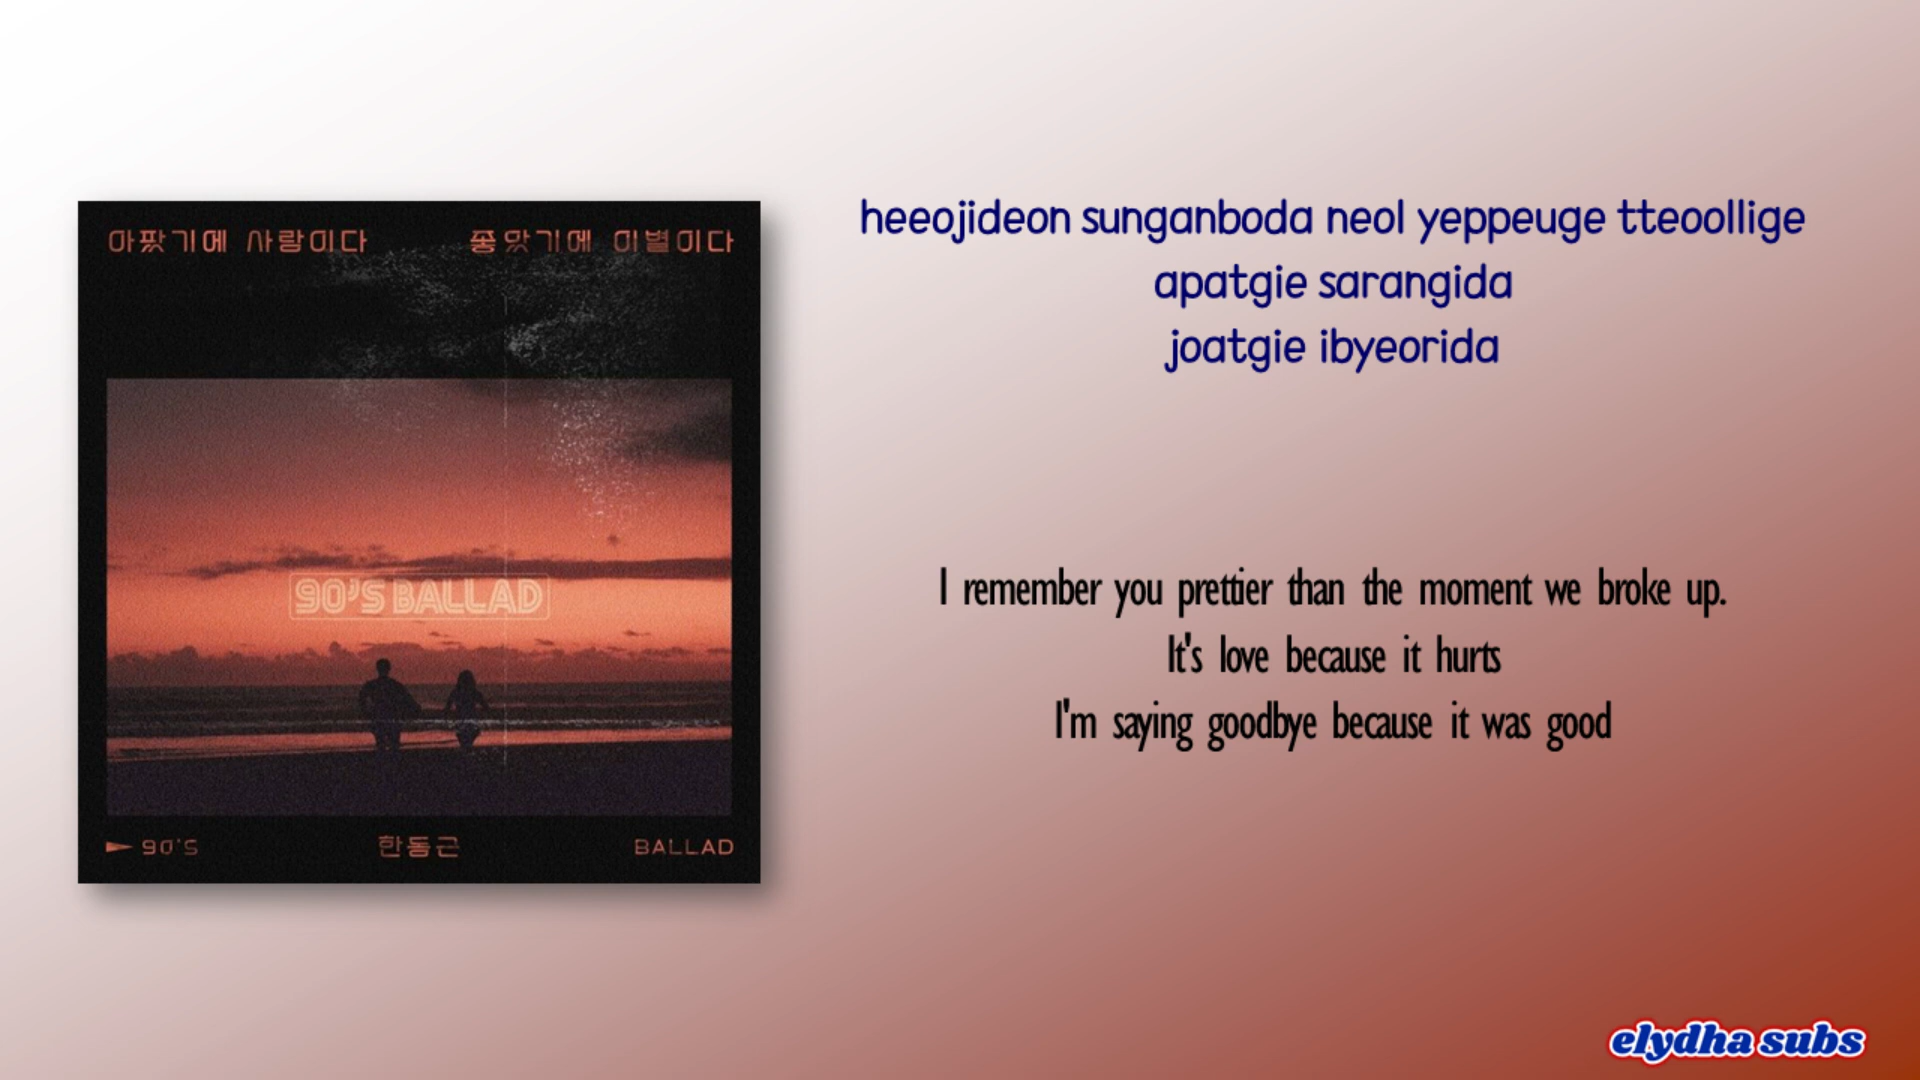 아팠기에 사랑이다 좋았기에 이별이다
90'S BALLAD
90'S 한동근 BALLAD
heeojideon sunganboda neol yeppeuge tteoollige
apatgie sarangida
joatgie ibyeorida
I remember you prettier than the moment we broke up.
It's love because it hurts
I'm saying goodbye because it was good
elydha subs